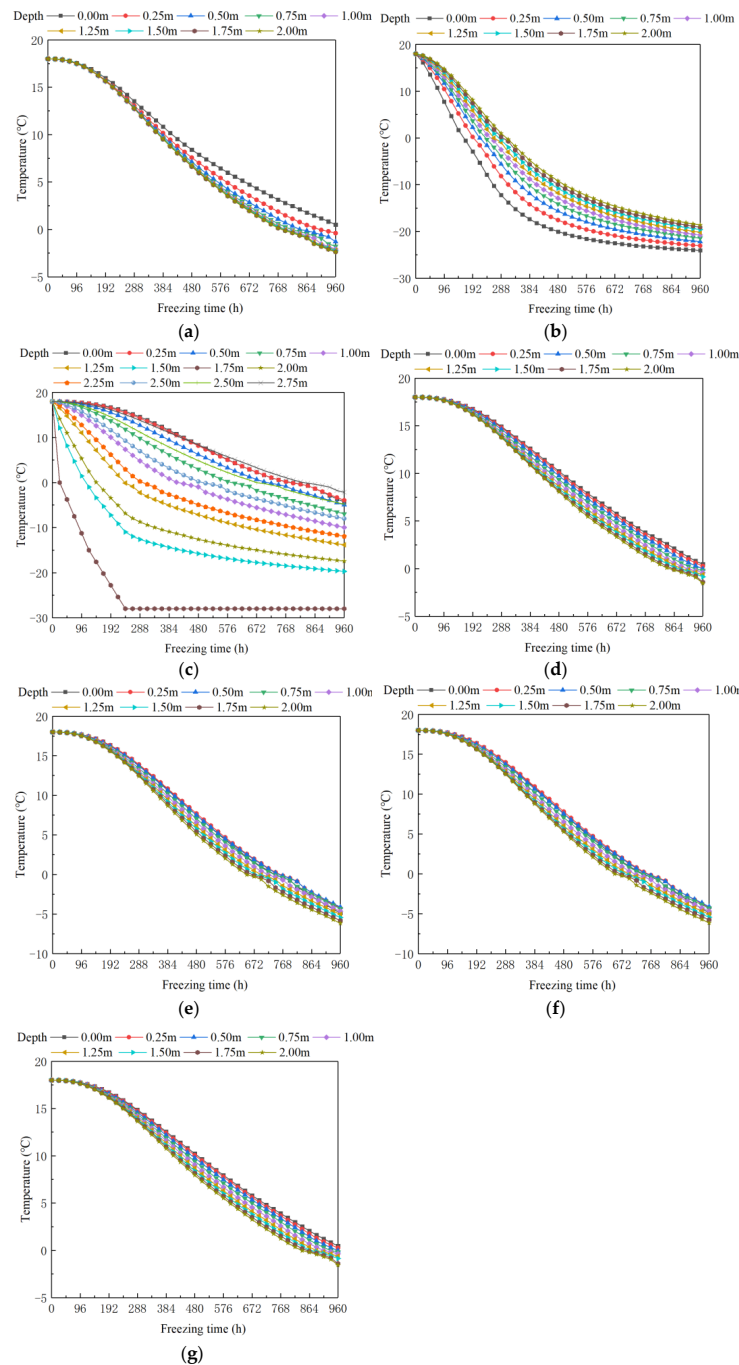 Depth 0.00m 0.25m 0.50m 0.75m 1.00m
1.25m 1.50m 1.75m 2.00m
20
15
10
5
0
−5
Temperature (℃)
0 96 192 288 384 480 576 672 768 864 960
Freezing time (h)
(a)
Depth 0.00m 0.25m 0.50m 0.75m 1.00m
1.25m 1.50m 1.75m 2.00m
20
10
0
−10
−20
−30
Temperature (℃)
0 96 192 288 384 480 576 672 768 864 960
Freezing time (h)
(b)
Depth 0.00m 0.25m 0.50m 0.75m 1.00m
1.25m 1.50m 1.75m 2.00m
2.25m 2.50m 2.50m 2.75m
20
10
0
−10
−20
−30
Temperature (℃)
0 96 192 288 384 480 576 672 768 864 960
Freezing time (h)
(c)
Depth 0.00m 0.25m 0.50m 0.75m 1.00m
1.25m 1.50m 1.75m 2.00m
20
15
10
5
0
−5
Temperature (℃)
0 96 192 288 384 480 576 672 768 864 960
Freezing time (h)
(d)
Depth 0.00m 0.25m 0.50m 0.75m 1.00m
1.25m 1.50m 1.75m 2.00m
20
15
10
5
0
−5
−10
Temperature (℃)
0 96 192 288 384 480 576 672 768 864 960
Freezing time (h)
(e)
Depth 0.00m 0.25m 0.50m 0.75m 1.00m
1.25m 1.50m 1.75m 2.00m
20
15
10
5
0
−5
−10
Temperature (℃)
0 96 192 288 384 480 576 672 768 864 960
Freezing time (h)
(f)
Depth 0.00m 0.25m 0.50m 0.75m 1.00m
1.25m 1.50m 1.75m 2.00m
20
15
10
5
0
−5
Temperature (℃)
0 96 192 288 384 480 576 672 768 864 960
Freezing time (h)
(g)